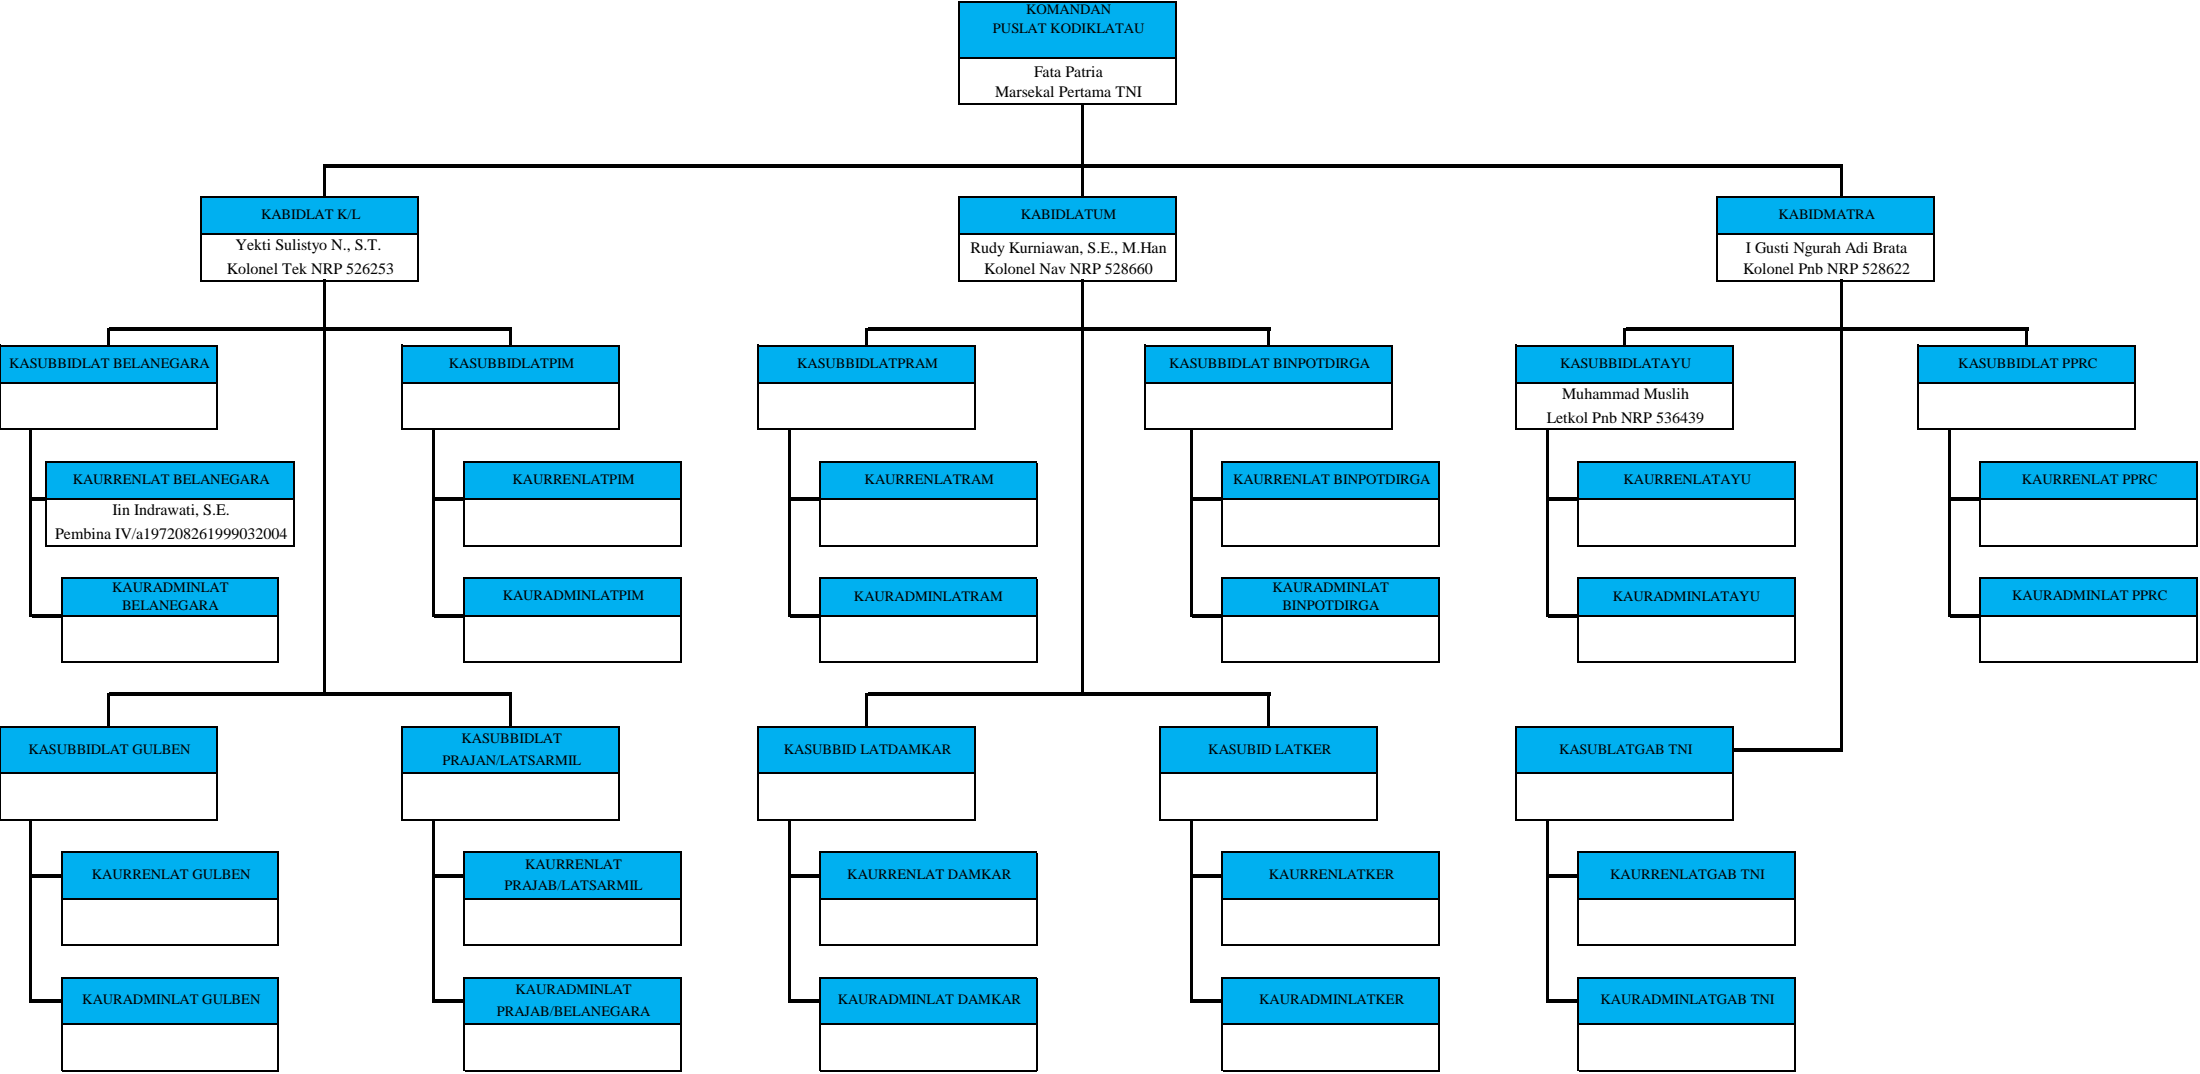 KOMANDAN
PUSLAT KODIKLATAU
Fata Patria
Marsekal Pertama TNI
KABIDLAT K/L
Yekti Sulistyo N., S.T.
Kolonel Tek NRP 526253
KABIDLATUM
Rudy Kurniawan, S.E., M.Han
Kolonel Nav NRP 528660
KABIDMATRA
I Gusti Ngurah Adi Brata
Kolonel Pnb NRP 528622
KASUBBIDLAT BELANEGARA
KASUBBIDLATPIM
KASUBBIDLATPRAM
KASUBBIDLAT BINPOTDIRGA
KASUBBIDLATAYU
Muhammad Muslih
Letkol Pnb NRP 536439
KASUBBIDLAT PPRC
KAURRENLAT BELANEGARA
Iin Indrawati, S.E.
Pembina IV/a197208261999032004
KAURRENLATPIM
KAURRENLATRAM
KAURRENLAT BINPOTDIRGA
KAURRENLATAYU
KAURRENLAT PPRC
KAURADMINLAT
BELANEGARA
KAURADMINLATPIM
KAURADMINLATRAM
KAURADMINLAT
BINPOTDIRGA
KAURADMINLATAYU
KAURADMINLAT PPRC
KASUBBIDLAT GULBEN
KASUBBIDLAT
PRAJAN/LATSARMIL
KASUBBID LATDAMKAR
KASUBID LATKER
KASUBLATGAB TNI
KAURRENLAT GULBEN
KAURRENLAT
PRAJAB/LATSARMIL
KAURRENLAT DAMKAR
KAURRENLATKER
KAURRENLATGAB TNI
KAURADMINLAT GULBEN
KAURADMINLAT
PRAJAB/BELANEGARA
KAURADMINLAT DAMKAR
KAURADMINLATKER
KAURADMINLATGAB TNI